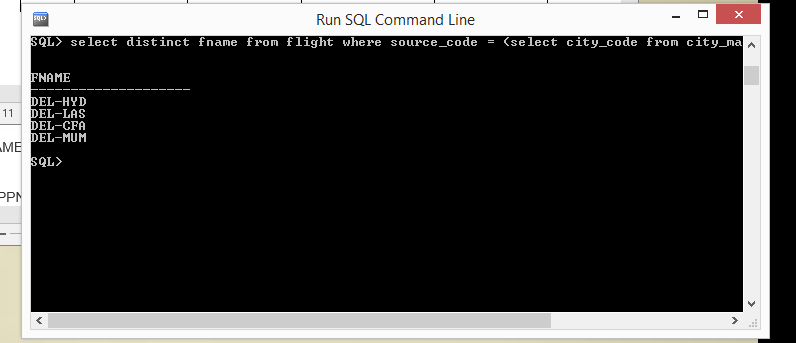 Run SQL Command Line
SQL> select distinct fname from flight where source_code = (select city_code from city_ma
FNAME
--------------------
DEL-HYD
DEL-LAS
DEL-CFA
DEL-MUM
SQL>
11
AME
PPN